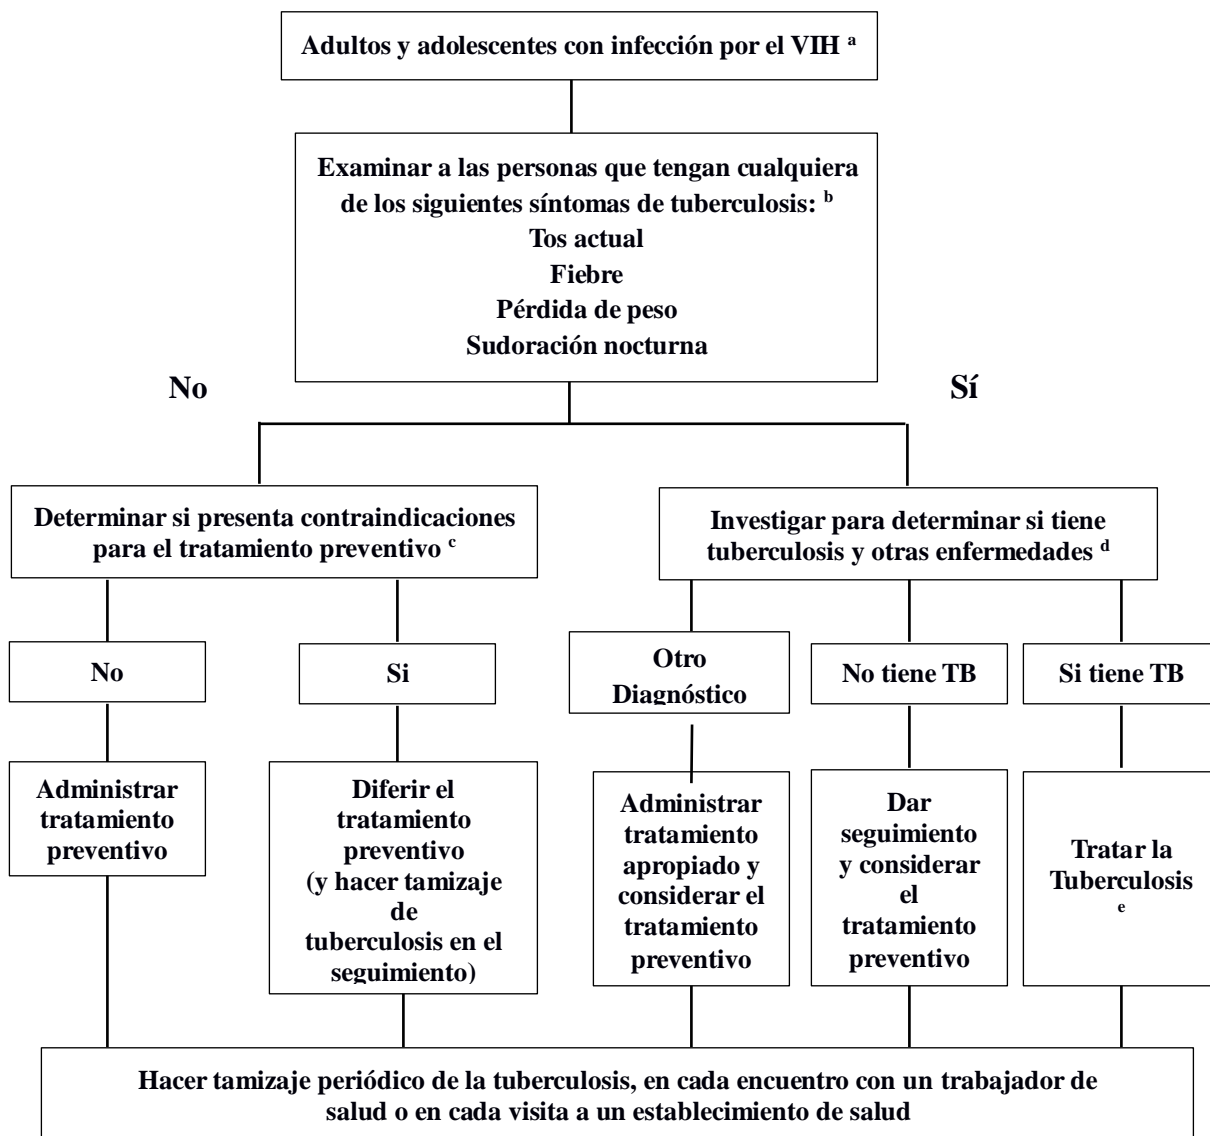 Adultos y adolescentes con infección por el VIH a
Examinar a las personas que tengan cualquiera
de los siguientes síntomas de tuberculosis: b
Tos actual
Fiebre
Pérdida de peso
Sudoración nocturna
No
Sí
Determinar si presenta contraindicaciones
para el tratamiento preventivo c
Investigar para determinar si tiene
tuberculosis y otras enfermedades d
No
Si
Otro
Diagnóstico
No tiene TB
Si tiene TB
Administrar
tratamiento
preventivo
Diferir el
tratamiento
preventivo
(y hacer tamizaje
de
tuberculosis en el
seguimiento)
Administrar
tratamiento
apropiado y
considerar el
tratamiento
preventivo
Dar
seguimiento
y considerar
el
tratamiento
preventivo
Tratar la
Tuberculosis
e
Hacer tamizaje periódico de la tuberculosis, en cada encuentro con un trabajador de
salud o en cada visita a un establecimiento de salud